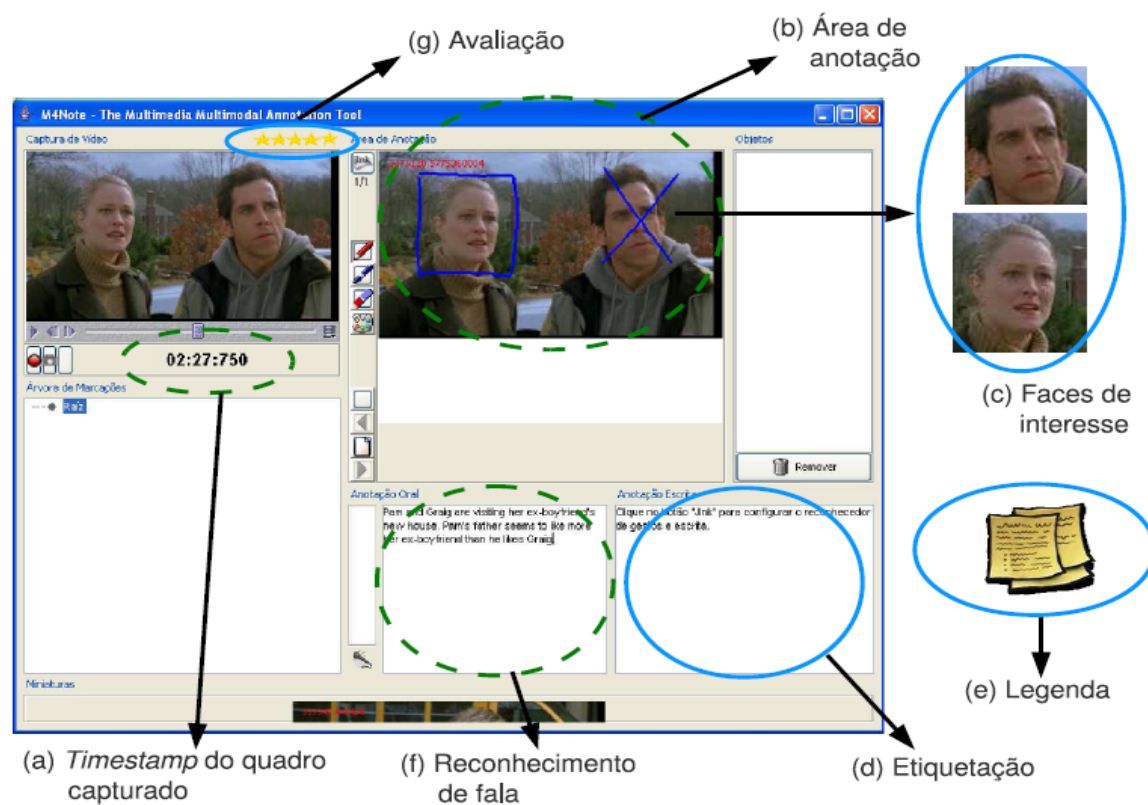 (g) Avaliação
(b) Área de
anotação
M4Note - The Multimedia Multimodal Annotation Tool
Captura de Vídeo
Área de Anotação
Objetos
JInk
1/1
02:27:750
Árvore de Marcações
Raíz
Remover
(c) Faces de
interesse
Anotação Oral
Pam and Graig are visiting her ex-boyfriend's
new house. Pam's father seems to like more
her ex-boyfriend than he likes Graig.
Anotação Escrita
Clique no botão "JInk" para configurar o reconhecedor
de gestos e escrita.
(e) Legenda
Miniaturas
(a) Timestamp do quadro
capturado
(f) Reconhecimento
de fala
(d) Etiquetação